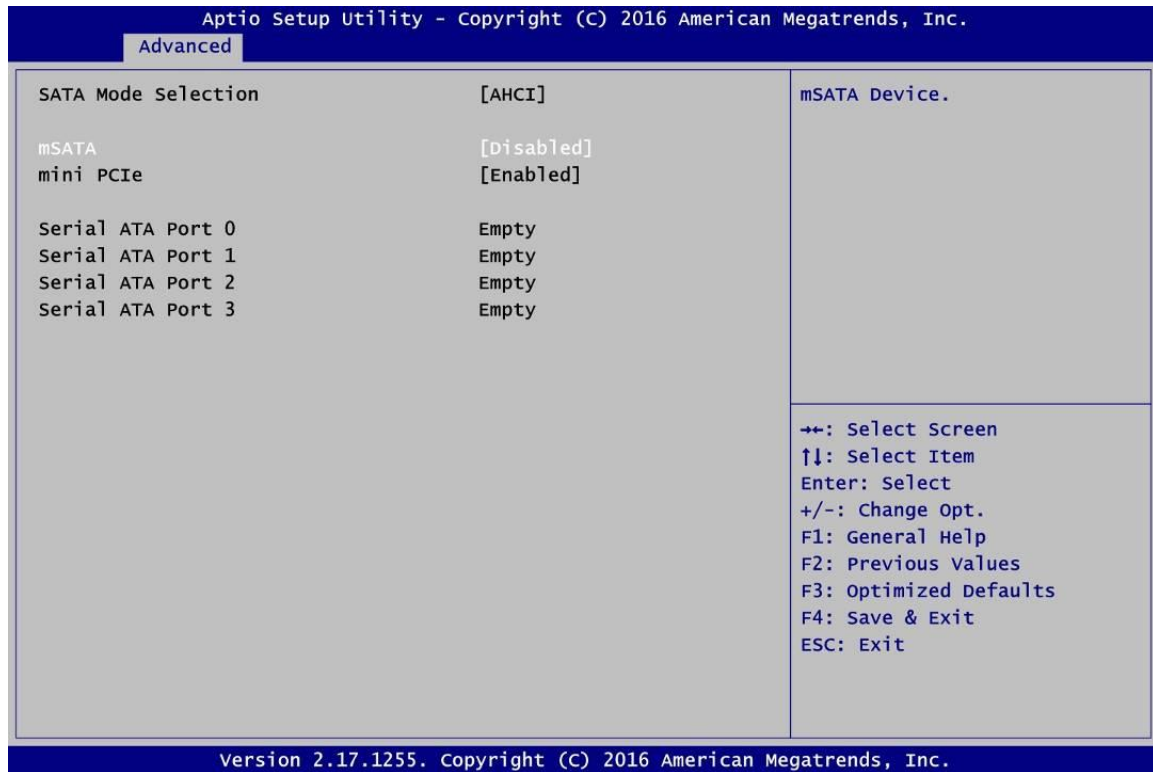 Aptio Setup Utility - Copyright (C) 2016 American Megatrends, Inc.
Advanced
SATA Mode Selection [AHCI]
mSATA [Disabled]
mini PCIe [Enabled]
Serial ATA Port 0 Empty
Serial ATA Port 1 Empty
Serial ATA Port 2 Empty
Serial ATA Port 3 Empty
mSATA Device.
→←: Select Screen
↑↓: Select Item
Enter: Select
+/-: Change Opt.
F1: General Help
F2: Previous Values
F3: Optimized Defaults
F4: Save & Exit
ESC: Exit
Version 2.17.1255. Copyright (C) 2016 American Megatrends, Inc.